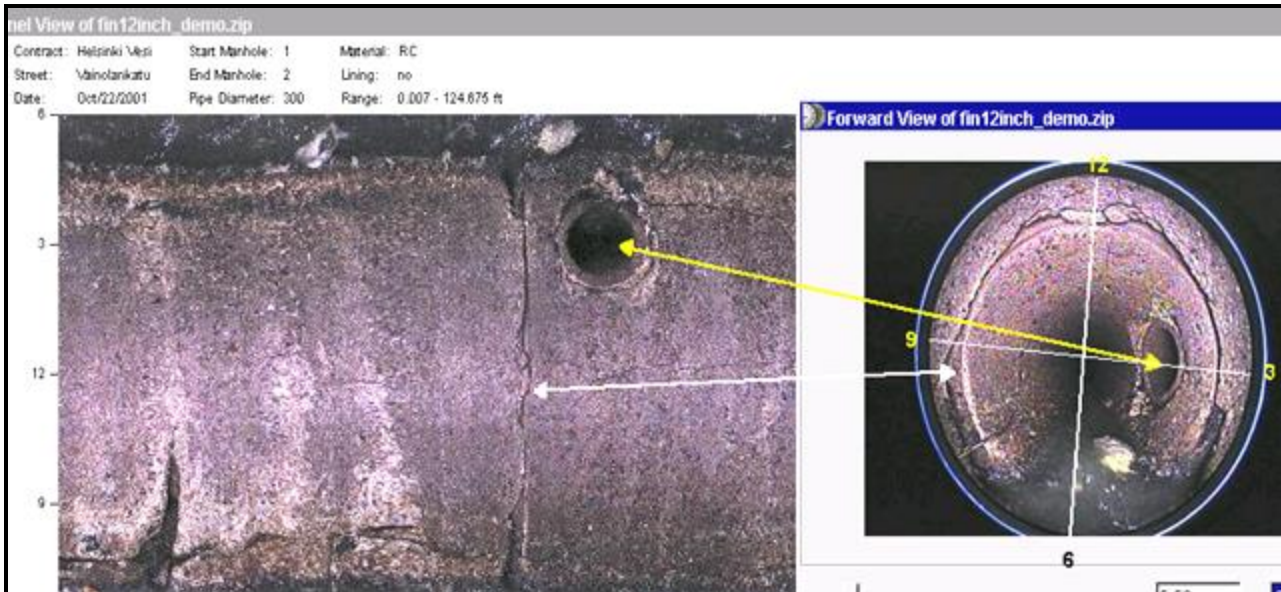 nel View of fin12inch_demo.zip
Contract: Helsinki Vesi Start Manhole: 1 Material: RC
Street: Vainolankatu End Manhole: 2 Lining: no
Date: Oct/22/2001 Pipe Diameter: 300 Range: 0.007 - 124.675 ft
6
3
12
9
Forward View of fin12inch_demo.zip
12
9
3
6